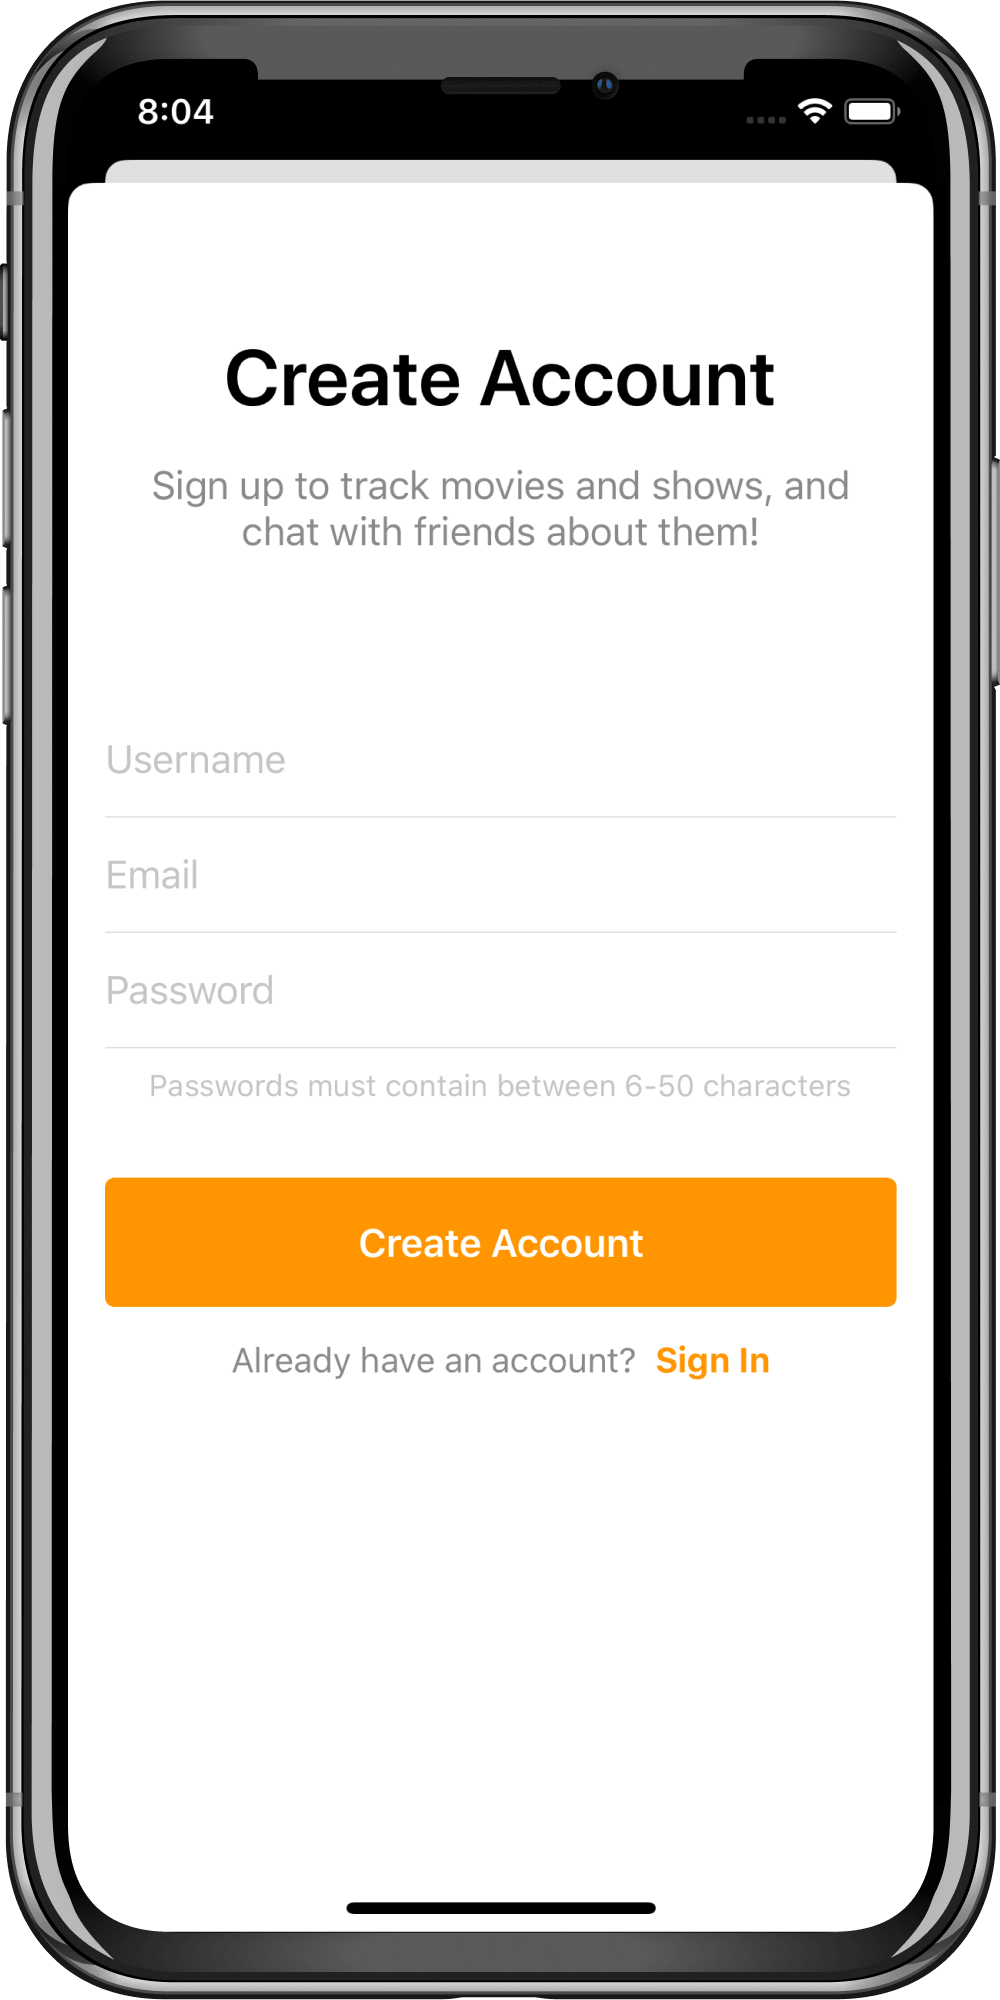 8:04
Create Account
Sign up to track movies and shows, and
chat with friends about them!
Username
Email
Password
Passwords must contain between 6-50 characters
Create Account
Already have an account? Sign In